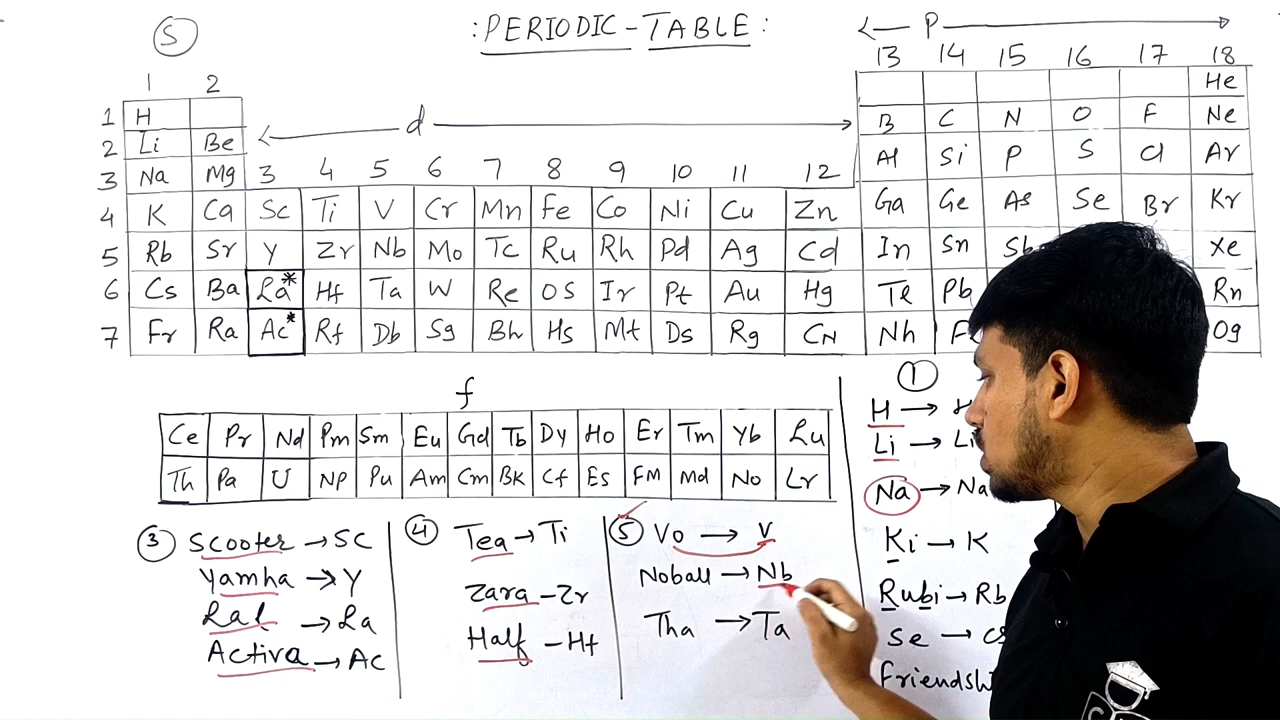 S :PERIODIC-TABLE: P
13 14 15 16 17 18
1 2 He
1 H
d B C N O F Ne
2 Li Be
3 Na Mg 3 4 5 6 7 8 9 10 11 12 Al Si P S Cl Ar
4 K Ca Sc Ti V Cr Mn Fe Co Ni Cu Zn Ga Ge As Se Br Kr
5 Rb Sr Y Zr Nb Mo Tc Ru Rh Pd Ag Cd In Sn Sb Xe
6 Cs Ba La* Hf Ta W Re OS Ir Pt Au Hg Tl Pb Rn
7 Fr Ra Ac* Rf Db Sg Bh Hs Mt Ds Rg CN Nh Og
f
Ce Pr Nd Pm Sm Eu Gd Tb Dy Ho Er Tm Yb Lu
Th Pa U NP Pu Am Cm BK Cf Es FM Md No Lr
③ Scooter → SC
Yamha → Y
Lal → La
Activa → AC
④ Tea → Ti
Zara - Zr
Half - Hf
⑤ Vo → V
Noball → Nb
Tha → Ta
①
H →
Li → Li
Na → Na
Ki → K
Rubi → Rb
Se →